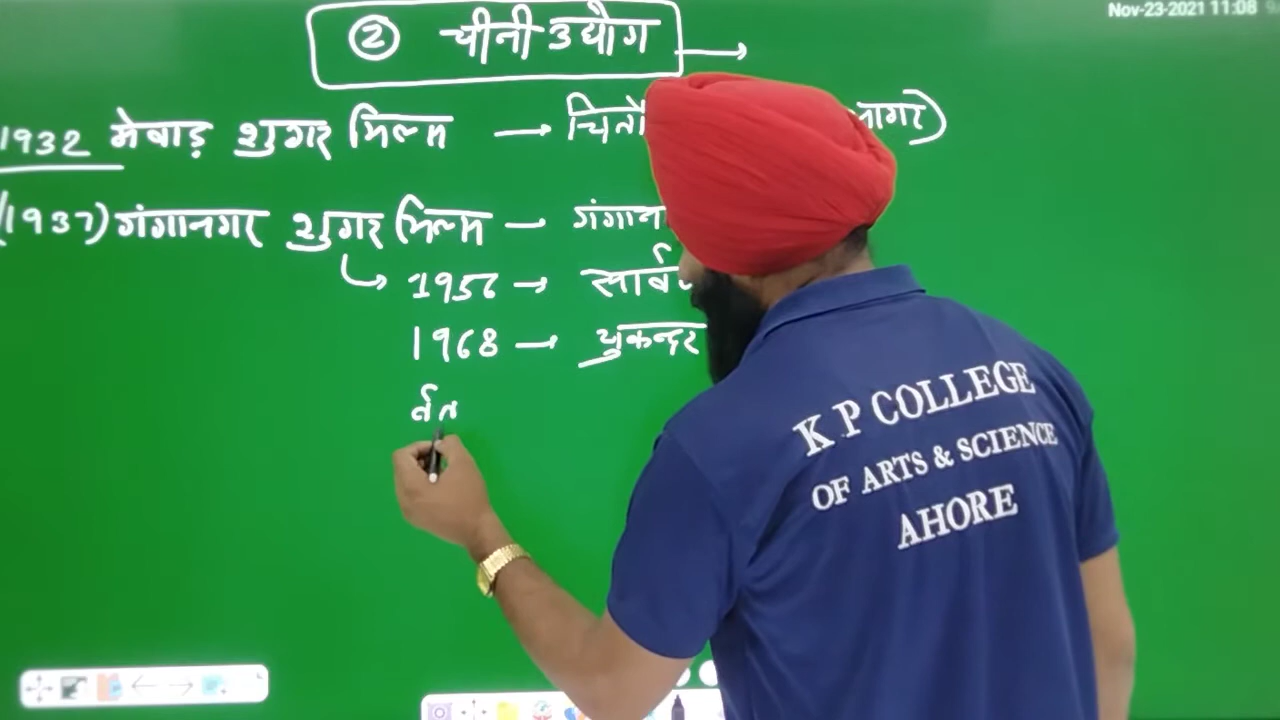 Nov-23-2021 11:08
② चीनी उद्योग →
1932 मेवाड़ शुगर मिल्स → चित्तौ
(1937) गंगानगर शुगर मिल्स — गंगान
↳ 1956 → सार्व
1968 → चुकन्दर
K P COLLEGE
OF ARTS & SCIENCE
AHORE